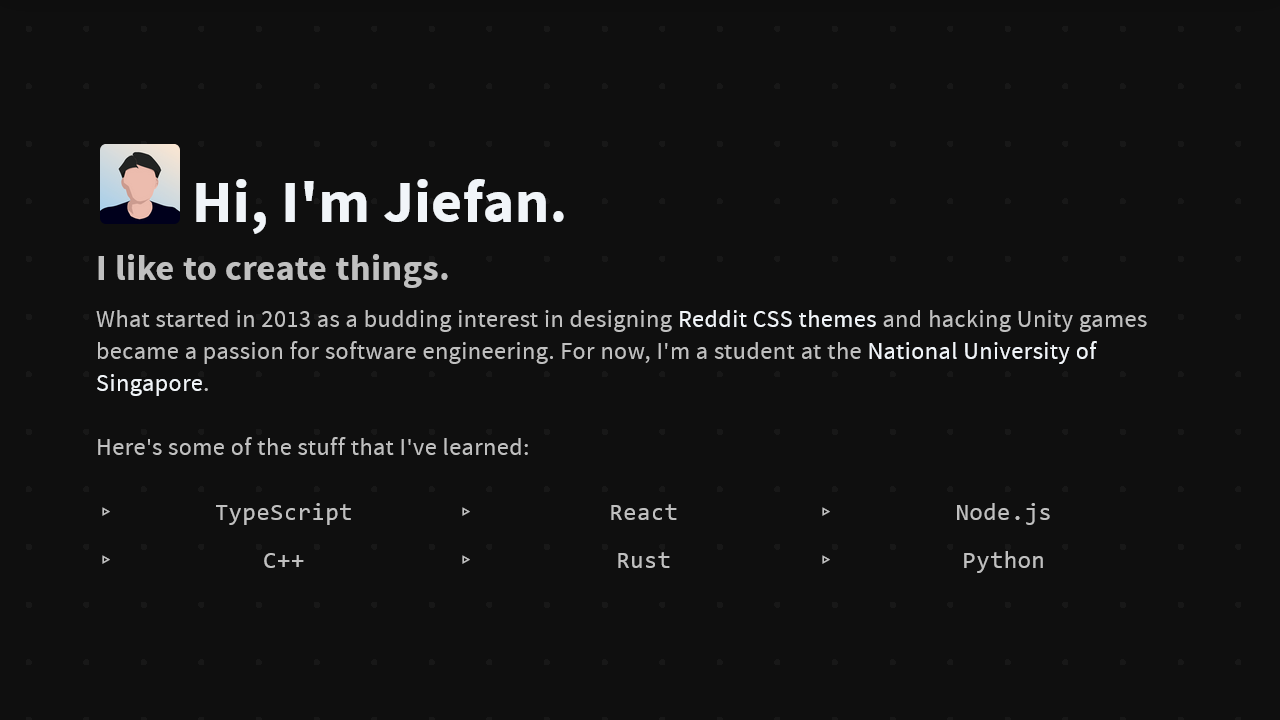 Hi, I'm Jiefan.
I like to create things.
What started in 2013 as a budding interest in designing Reddit CSS themes and hacking Unity games
became a passion for software engineering. For now, I'm a student at the National University of
Singapore.
Here's some of the stuff that I've learned:
▹ TypeScript ▹ React ▹ Node.js
▹ C++ ▹ Rust ▹ Python